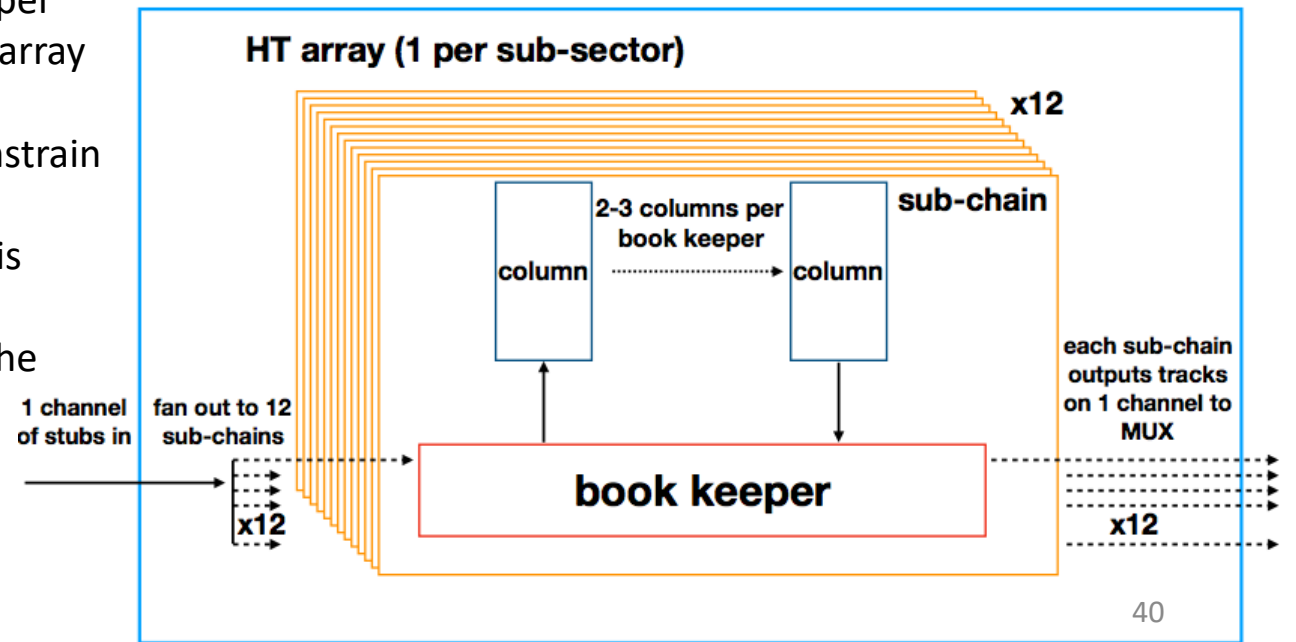 array
nstrain
is
he
HT array (1 per sub-sector)
x12
sub-chain
2-3 columns per
book keeper
column
column
1 channel
of stubs in
fan out to 12
sub-chains
x12
book keeper
each sub-chain
outputs tracks
on 1 channel to
MUX
x12
40